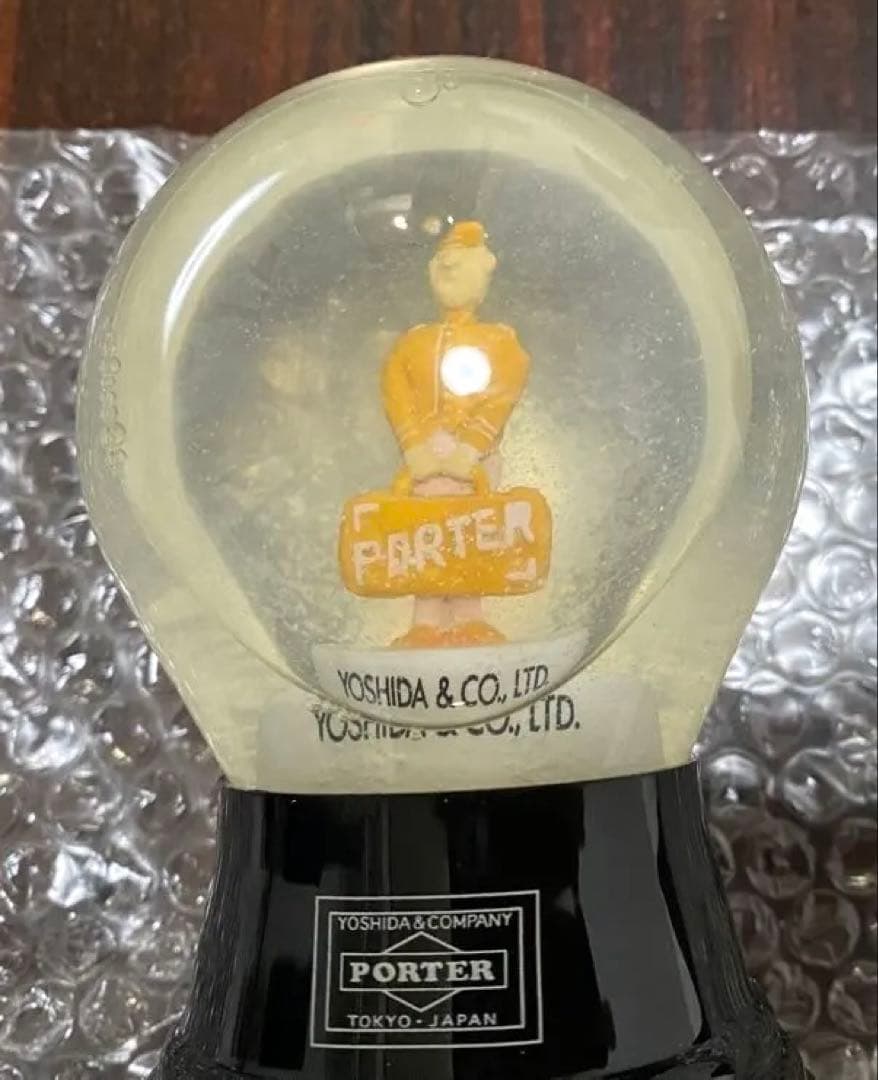 PORTER
YOSHIDA & CO., LTD.
YOSHIDA & CO., LTD.
YOSHIDA & COMPANY
PORTER
TOKYO - JAPAN